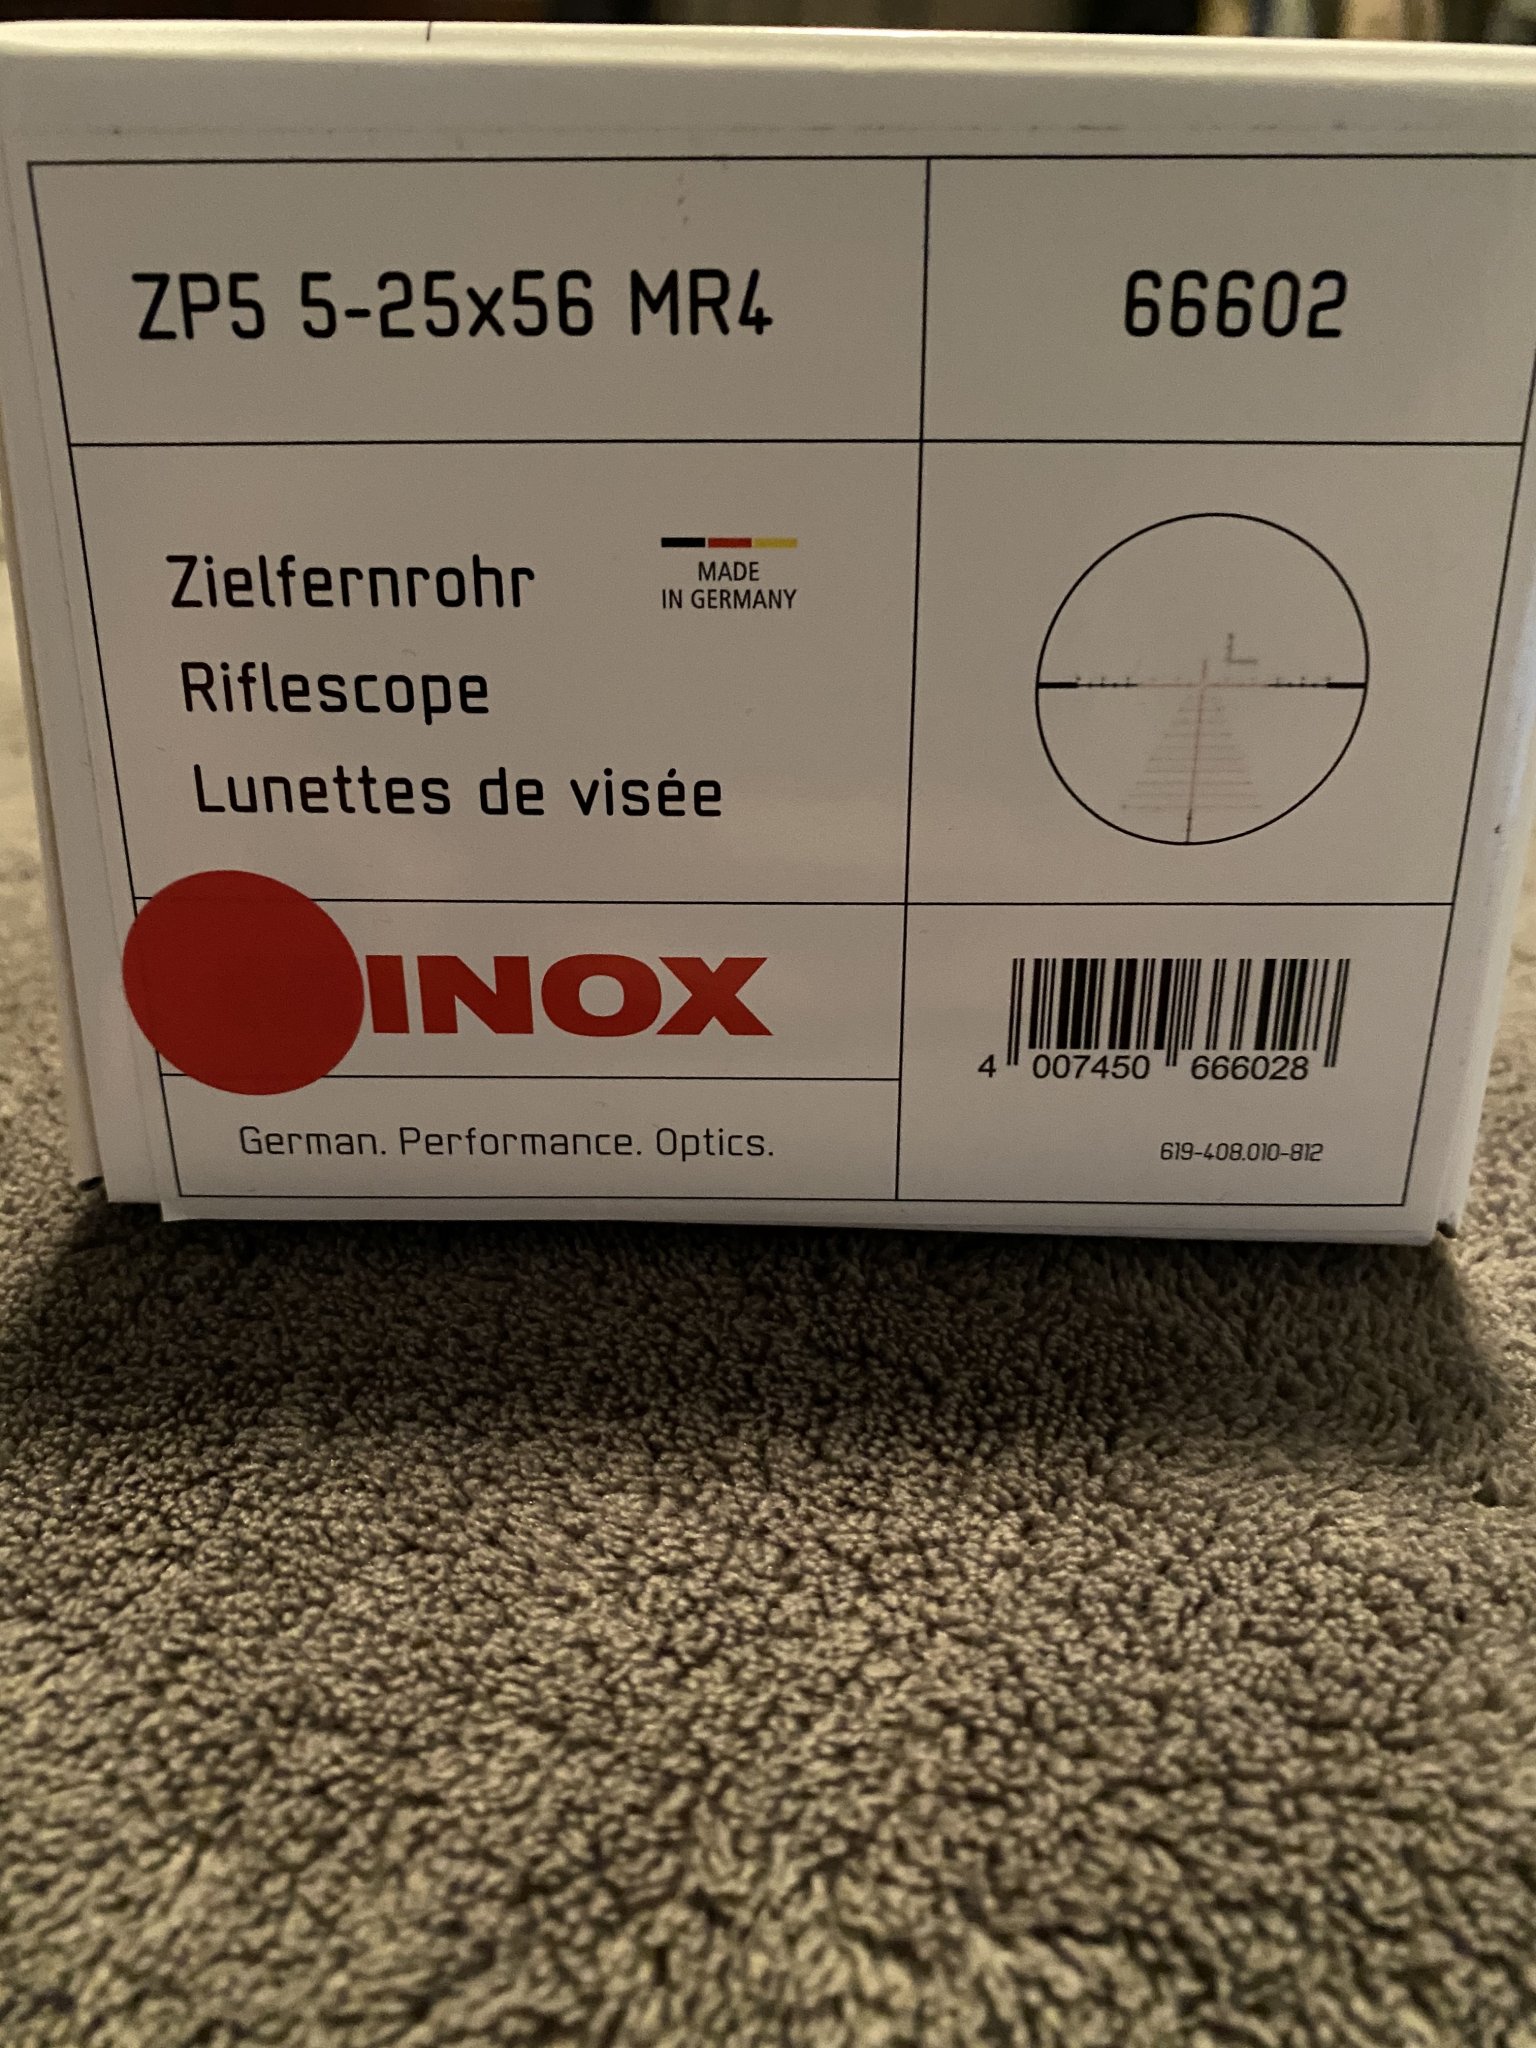 ZP5 5-25x56 MR4
66602
Zielfernrohr
MADE
IN GERMANY
Riflescope
Lunettes de visée
INOX
German. Performance. Optics.
4 007450 666028
619-408.010-812